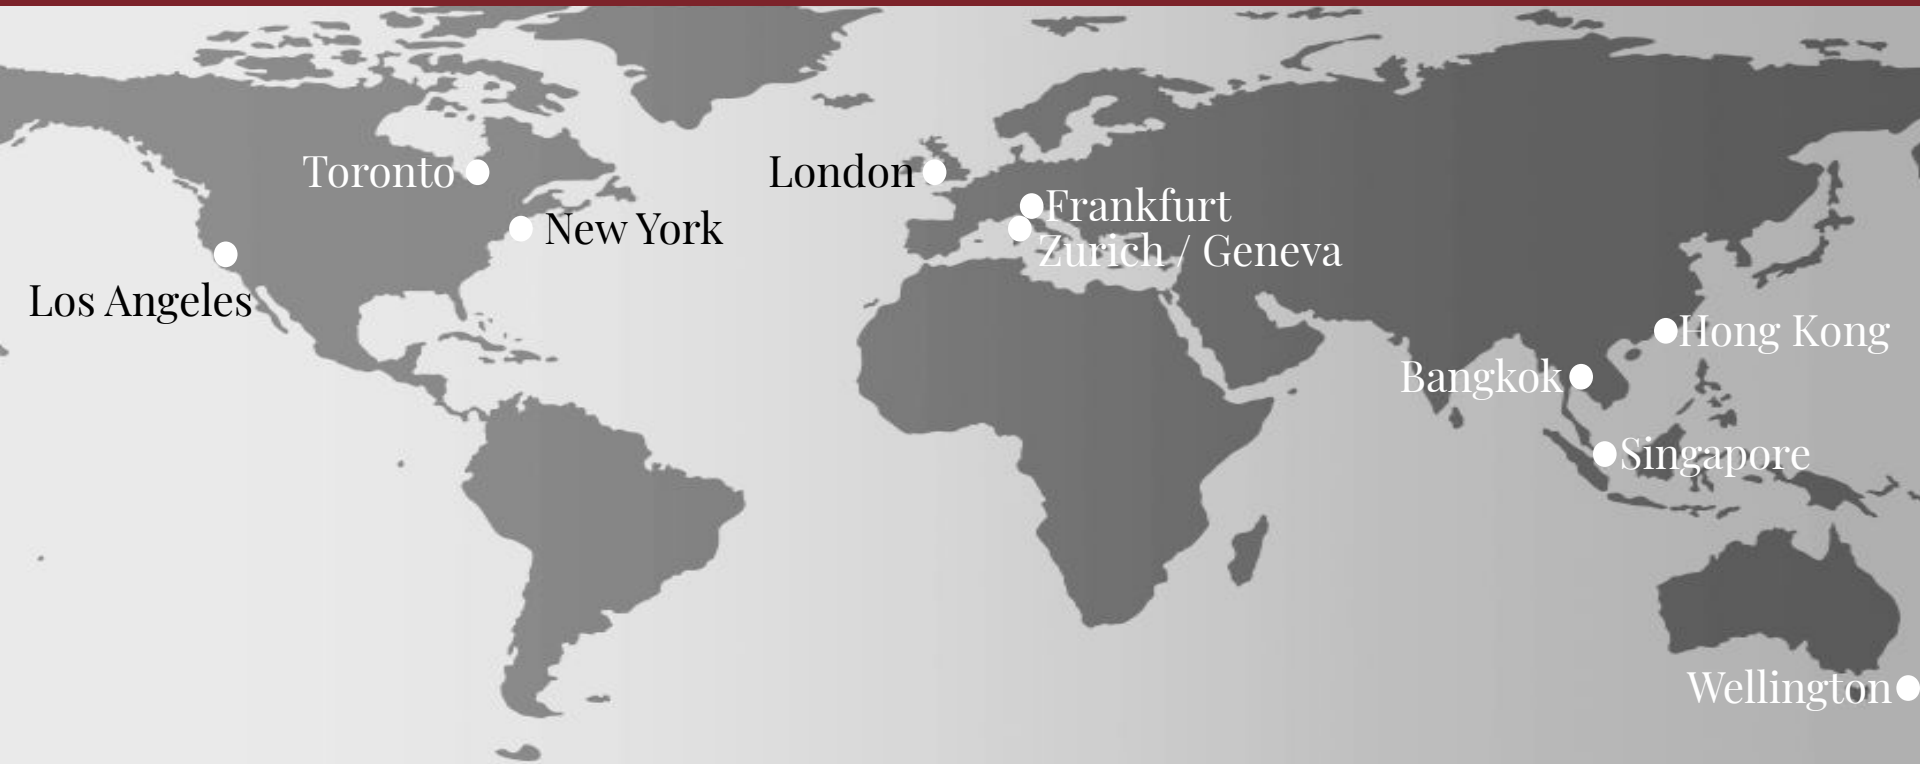 Toronto
London
Frankfurt
New York
Zurich / Geneva
Los Angeles
Hong Kong
Bangkok
Singapore
Wellington